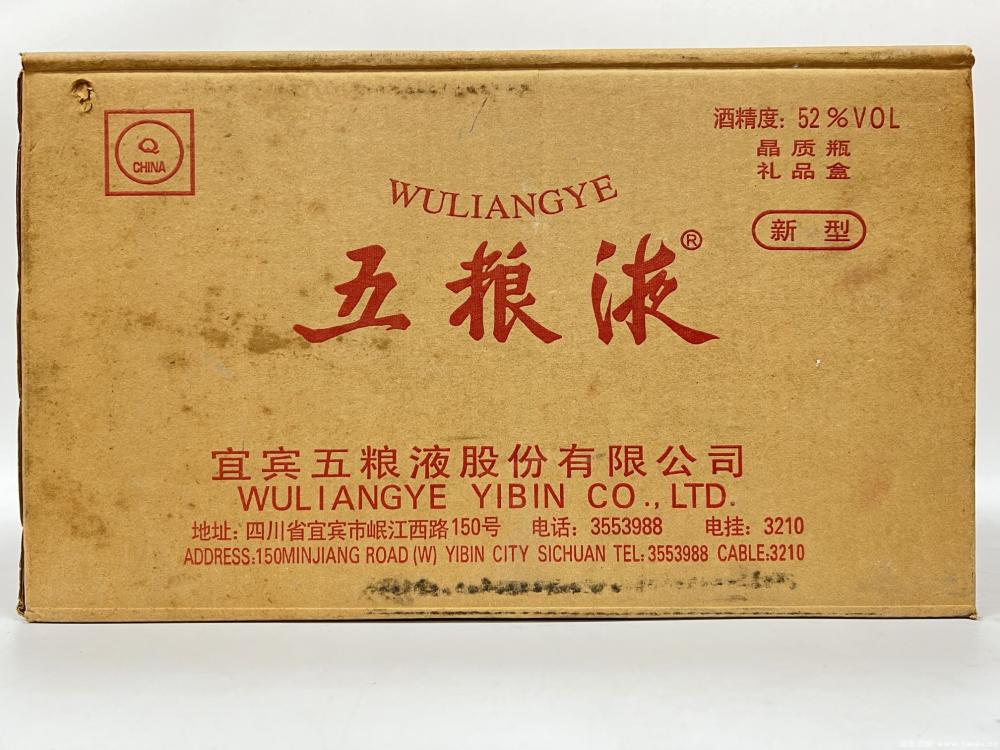 Q
CHINA
酒精度: 52%VOL
晶质瓶
礼品盒
新型
WULIANGYE
五粮液®
宜宾五粮液股份有限公司
WULIANGYE YIBIN CO.,LTD.
地址: 四川省宜宾市岷江西路150号 电话: 3553988 电挂: 3210
ADDRESS:150MINJIANG ROAD (W) YIBIN CITY SICHUAN TEL:3553988 CABLE:3210